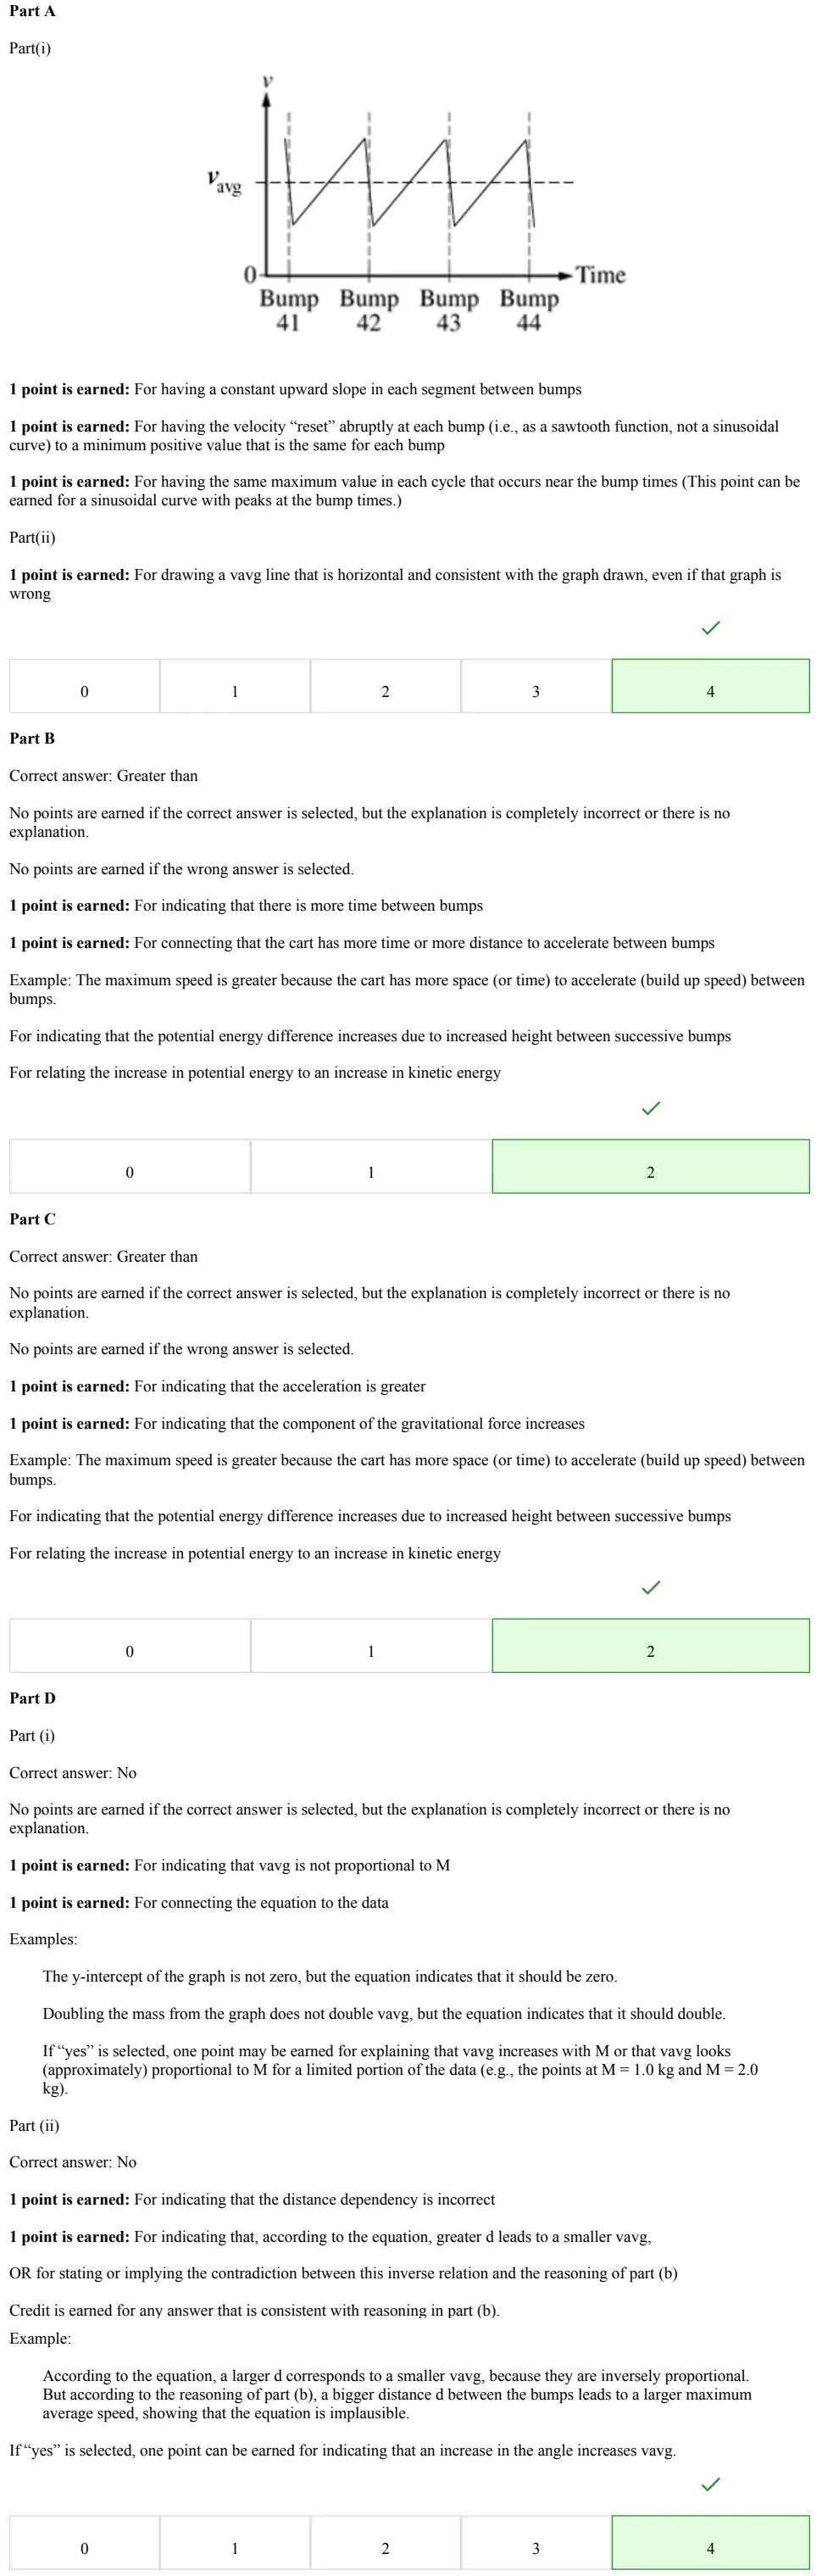 Part A
Part(i)
v
vavg
0
Time
Bump Bump Bump Bump
41 42 43 44
1 point is earned: For having a constant upward slope in each segment between bumps
1 point is earned: For having the velocity “reset” abruptly at each bump (i.e., as a sawtooth function, not a sinusoidal
curve) to a minimum positive value that is the same for each bump
1 point is earned: For having the same maximum value in each cycle that occurs near the bump times (This point can be
earned for a sinusoidal curve with peaks at the bump times.)
Part(ii)
1 point is earned: For drawing a vavg line that is horizontal and consistent with the graph drawn, even if that graph is
wrong
0 1 2 3 4
Part B
Correct answer: Greater than
No points are earned if the correct answer is selected, but the explanation is completely incorrect or there is no
explanation.
No points are earned if the wrong answer is selected.
1 point is earned: For indicating that there is more time between bumps
1 point is earned: For connecting that the cart has more time or more distance to accelerate between bumps
Example: The maximum speed is greater because the cart has more space (or time) to accelerate (build up speed) between
bumps.
For indicating that the potential energy difference increases due to increased height between successive bumps
For relating the increase in potential energy to an increase in kinetic energy
0 1 2
Part C
Correct answer: Greater than
No points are earned if the correct answer is selected, but the explanation is completely incorrect or there is no
explanation.
No points are earned if the wrong answer is selected.
1 point is earned: For indicating that the acceleration is greater
1 point is earned: For indicating that the component of the gravitational force increases
Example: The maximum speed is greater because the cart has more space (or time) to accelerate (build up speed) between
bumps.
For indicating that the potential energy difference increases due to increased height between successive bumps
For relating the increase in potential energy to an increase in kinetic energy
0 1 2
Part D
Part (i)
Correct answer: No
No points are earned if the correct answer is selected, but the explanation is completely incorrect or there is no
explanation.
1 point is earned: For indicating that vavg is not proportional to M
1 point is earned: For connecting the equation to the data
Examples:
The y-intercept of the graph is not zero, but the equation indicates that it should be zero.
Doubling the mass from the graph does not double vavg, but the equation indicates that it should double.
If “yes” is selected, one point may be earned for explaining that vavg increases with M or that vavg looks
(approximately) proportional to M for a limited portion of the data (e.g., the points at M = 1.0 kg and M = 2.0
kg).
Part (ii)
Correct answer: No
1 point is earned: For indicating that the distance dependency is incorrect
1 point is earned: For indicating that, according to the equation, greater d leads to a smaller vavg,
OR for stating or implying the contradiction between this inverse relation and the reasoning of part (b)
Credit is earned for any answer that is consistent with reasoning in part (b).
Example:
According to the equation, a larger d corresponds to a smaller vavg, because they are inversely proportional.
But according to the reasoning of part (b), a bigger distance d between the bumps leads to a larger maximum
average speed, showing that the equation is implausible.
If “yes” is selected, one point can be earned for indicating that an increase in the angle increases vavg.
0 1 2 3 4